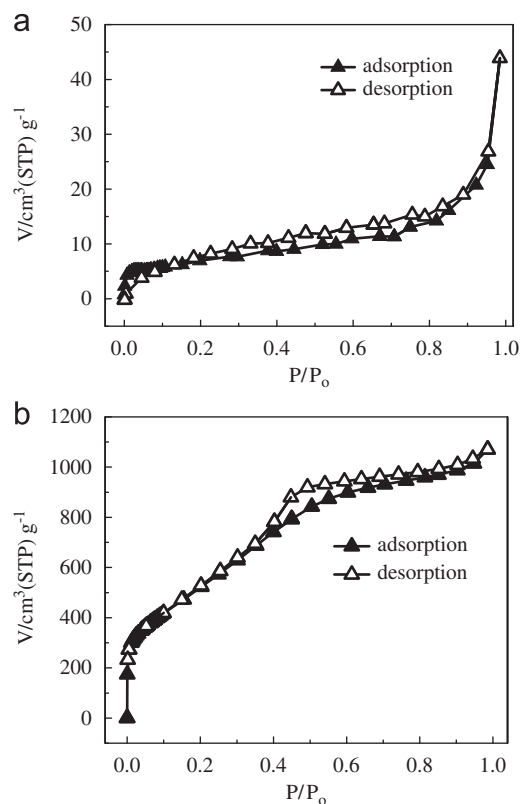 a
50
40
30
20
10
0
V/cm³(STP) g⁻¹
adsorption
desorption
0.0 0.2 0.4 0.6 0.8 1.0
P/Pₒ
b
1200
1000
800
600
400
200
0
V/cm³(STP) g⁻¹
adsorption
desorption
0.0 0.2 0.4 0.6 0.8 1.0
P/Pₒ